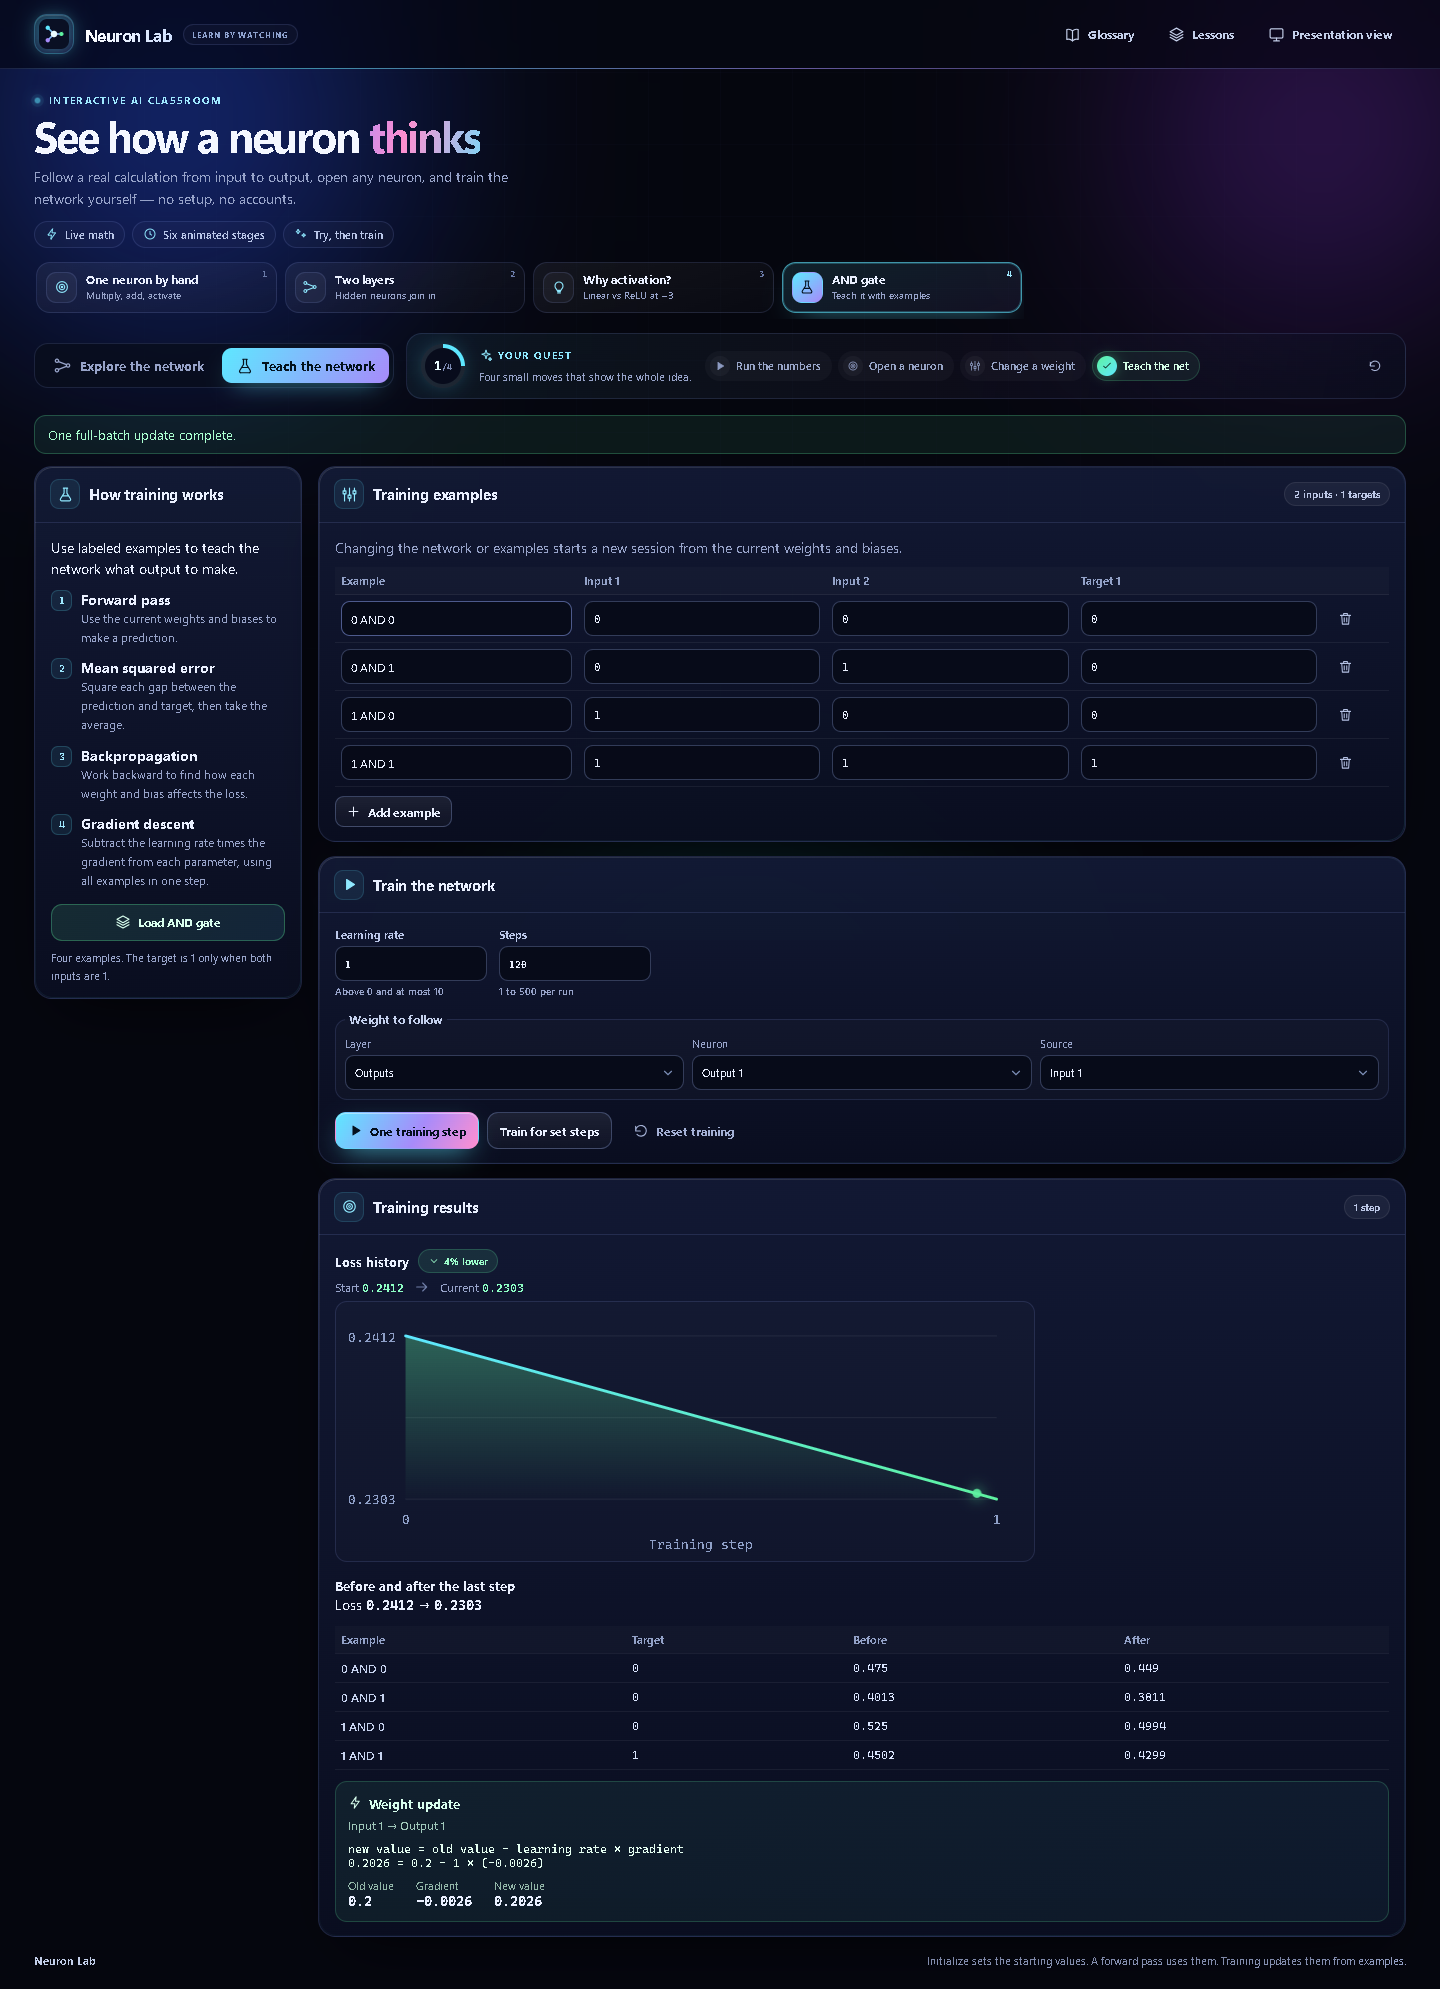 Neuron Lab
LEARN BY WATCHING
Glossary
Lessons
Presentation view
INTERACTIVE AI CLASSROOM
See how a neuron thinks
Follow a real calculation from input to output, open any neuron, and train the
network yourself — no setup, no accounts.
Live math
Six animated stages
Try, then train
One neuron by hand
Multiply, add, activate
1
Two layers
Hidden neurons join in
2
Why activation?
Linear vs ReLU at −3
3
AND gate
Teach it with examples
4
Explore the network
Teach the network
1/4
YOUR QUEST
Four small moves that show the whole idea.
Run the numbers
Open a neuron
Change a weight
Teach the net
One full-batch update complete.
How training works
Use labeled examples to teach the
network what output to make.
1
Forward pass
Use the current weights and biases to
make a prediction.
2
Mean squared error
Square each gap between the
prediction and target, then take the
average.
3
Backpropagation
Work backward to find how each
weight and bias affects the loss.
4
Gradient descent
Subtract the learning rate times the
gradient from each parameter, using
all examples in one step.
Load AND gate
Four examples. The target is 1 only when both
inputs are 1.
Training examples
2 inputs · 1 targets
Changing the network or examples starts a new session from the current weights and biases.
Example Input 1 Input 2 Target 1
0 AND 0 0 0 0
0 AND 1 0 1 0
1 AND 0 1 0 0
1 AND 1 1 1 1
Add example
Train the network
Learning rate
1
Above 0 and at most 10
Steps
120
1 to 500 per run
Weight to follow
Layer
Outputs
Neuron
Output 1
Source
Input 1
One training step
Train for set steps
Reset training
Training results
1 step
Loss history
4% lower
Start 0.2412 → Current 0.2303
0.2412
0.2303
0 1
Training step
Before and after the last step
Loss 0.2412 → 0.2303
Example Target Before After
0 AND 0 0 0.475 0.449
0 AND 1 0 0.4013 0.3811
1 AND 0 0 0.525 0.4994
1 AND 1 1 0.4502 0.4299
Weight update
Input 1 → Output 1
new value = old value − learning rate × gradient
0.2026 = 0.2 − 1 × (−0.0026)
Old value Gradient New value
0.2 −0.0026 0.2026
Neuron Lab
Initialize sets the starting values. A forward pass uses them. Training updates them from examples.